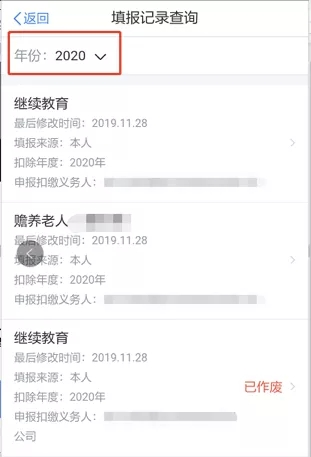 返回
填报记录查询
年份：2020
继续教育
最后修改时间：2019.11.28
填报来源：本人
扣除年度：2020年
申报扣缴义务人：
赡养老人
最后修改时间：2019.11.28
填报来源：本人
扣除年度：2020年
申报扣缴义务人：
继续教育
最后修改时间：2019.11.28
填报来源：本人
已作废
扣除年度：2020年
申报扣缴义务人：
公司